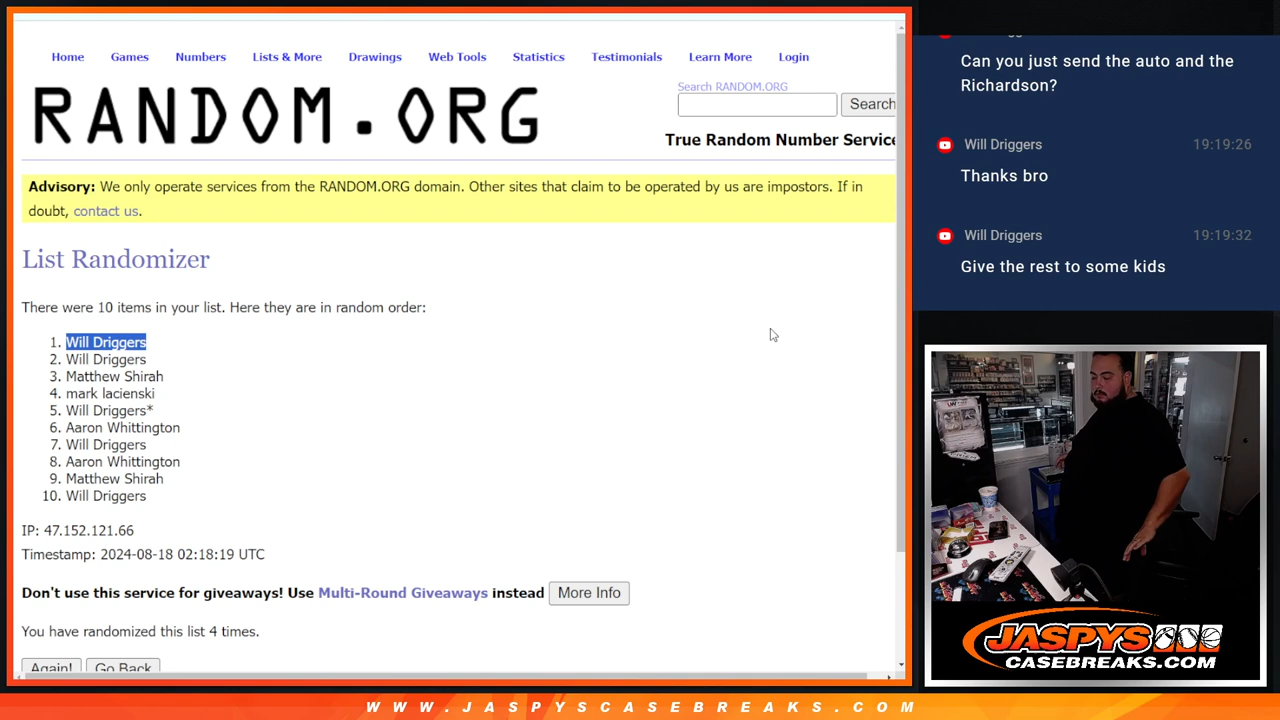 Home Games Numbers Lists & More Drawings Web Tools Statistics Testimonials Learn More Login
RANDOM.ORG
Search RANDOM.ORG
Search
True Random Number Service
Advisory: We only operate services from the RANDOM.ORG domain. Other sites that claim to be operated by us are impostors. If in
doubt, contact us.
List Randomizer
There were 10 items in your list. Here they are in random order:
1. Will Driggers
2. Will Driggers
3. Matthew Shirah
4. mark lacienski
5. Will Driggers*
6. Aaron Whittington
7. Will Driggers
8. Aaron Whittington
9. Matthew Shirah
10. Will Driggers
IP: 47.152.121.66
Timestamp: 2024-08-18 02:18:19 UTC
Don't use this service for giveaways! Use Multi-Round Giveaways instead More Info
You have randomized this list 4 times.
Again! Go Back
Can you just send the auto and the
Richardson?
Will Driggers 19:19:26
Thanks bro
Will Driggers 19:19:32
Give the rest to some kids
JASPYS
CASEBREAKS.COM
WWW.JASPYSCASEBREAKS.COM